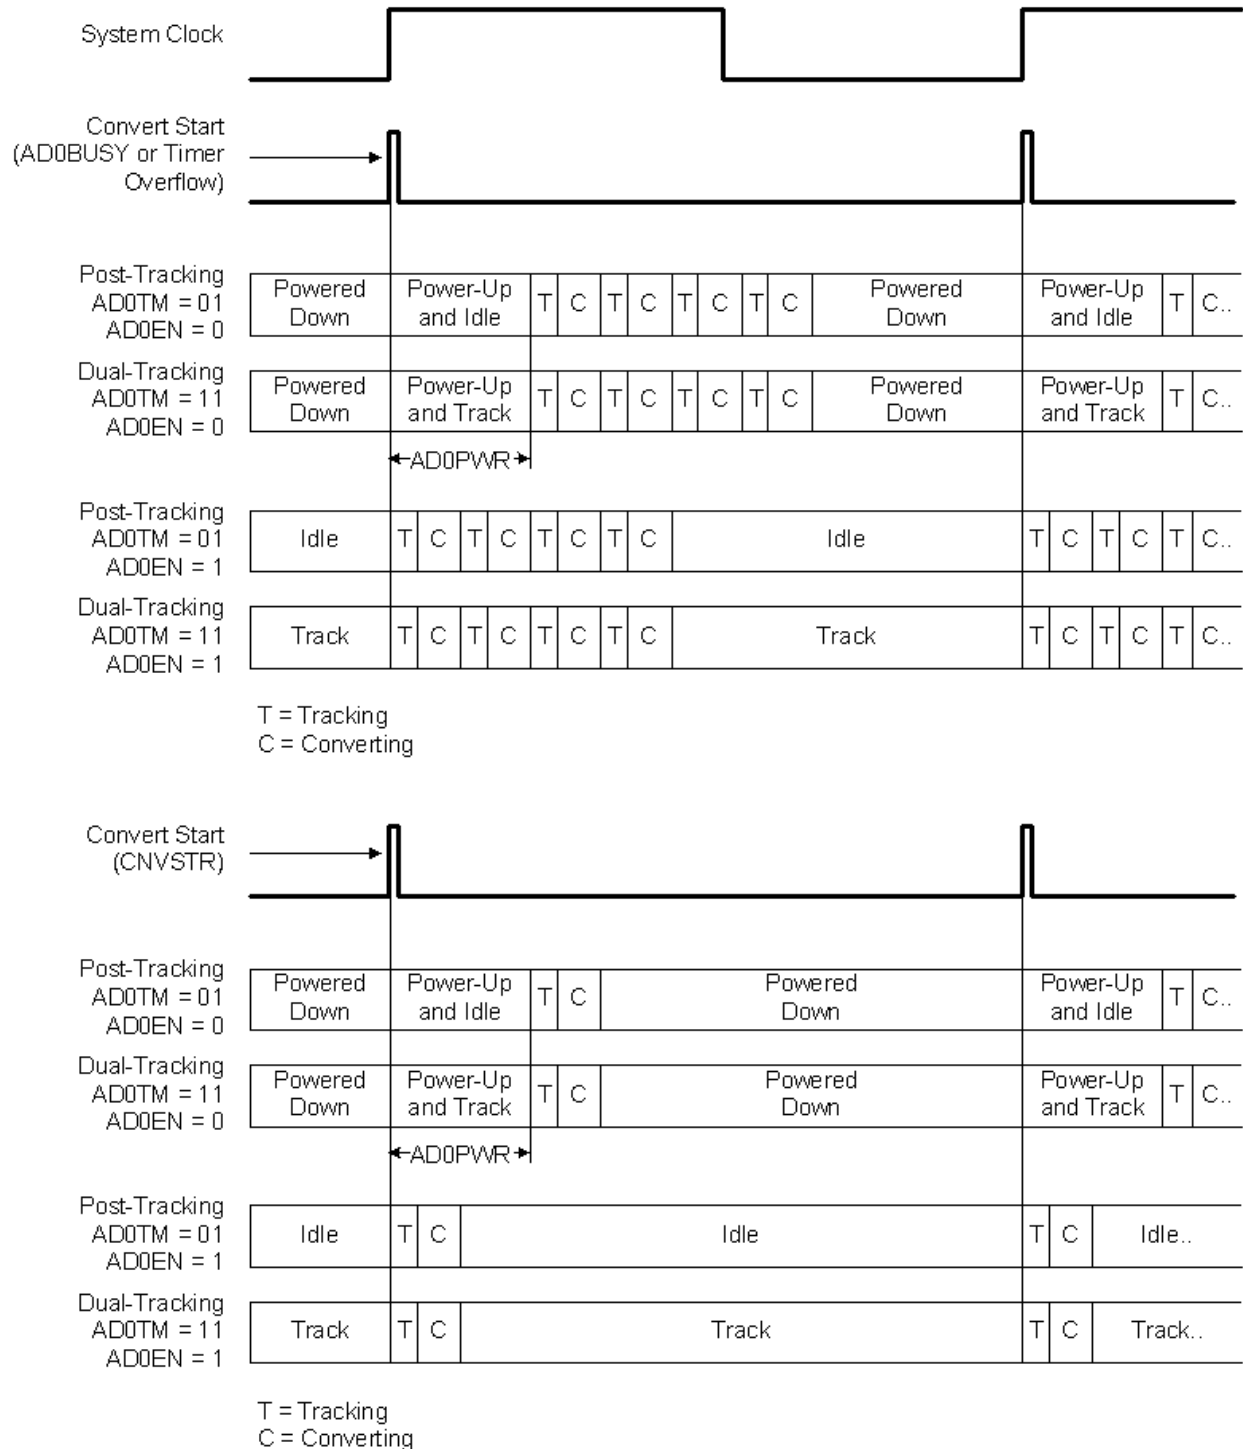 System Clock
Convert Start
(AD0BUSY or Timer
Overflow)
Post-Tracking
AD0TM = 01
AD0EN = 0
Powered
Down
Power-Up
and Idle
T C T C T C T C
Powered
Down
Power-Up
and Idle
T C..
Dual-Tracking
AD0TM = 11
AD0EN = 0
Powered
Down
Power-Up
and Track
T C T C T C T C
Powered
Down
Power-Up
and Track
T C..
AD0PWR
Post-Tracking
AD0TM = 01
AD0EN = 1
Idle T C T C T C T C Idle T C T C T C..
Dual-Tracking
AD0TM = 11
AD0EN = 1
Track T C T C T C T C Track T C T C T C..
T = Tracking
C = Converting
Convert Start
(CNVSTR)
Post-Tracking
AD0TM = 01
AD0EN = 0
Powered
Down
Power-Up
and Idle
T C
Powered
Down
Power-Up
and Idle
T C..
Dual-Tracking
AD0TM = 11
AD0EN = 0
Powered
Down
Power-Up
and Track
T C
Powered
Down
Power-Up
and Track
T C..
AD0PWR
Post-Tracking
AD0TM = 01
AD0EN = 1
Idle T C Idle T C Idle..
Dual-Tracking
AD0TM = 11
AD0EN = 1
Track T C Track T C Track..
T = Tracking
C = Converting